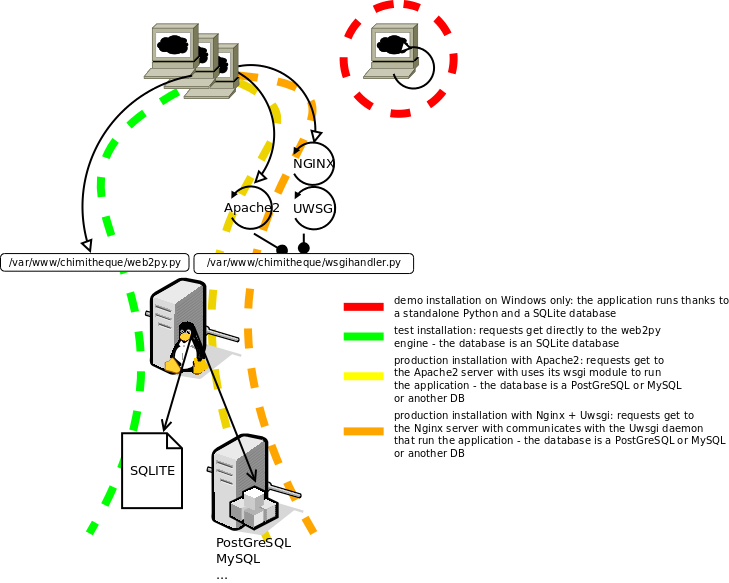 NGINX
Apache2
UWSG
/var/www/chimitheque/web2py.py
/var/www/chimitheque/wsgihandler.py
demo installation on Windows only: the application runs thanks to
a standalone Python and a SQLite database
test installation: requests get directly to the web2py
engine - the database is an SQLite database
production installation with Apache2: requests get to
the Apache2 server with uses its wsgi module to run
the application - the database is a PostGreSQL or MySQL
or another DB
production installation with Nginx + Uwsgi: requests get to
the Nginx server with communicates with the Uwsgi daemon
that run the application - the database is a PostGreSQL or MySQL
or another DB
SQLITE
PostGreSQL
MySQL
...